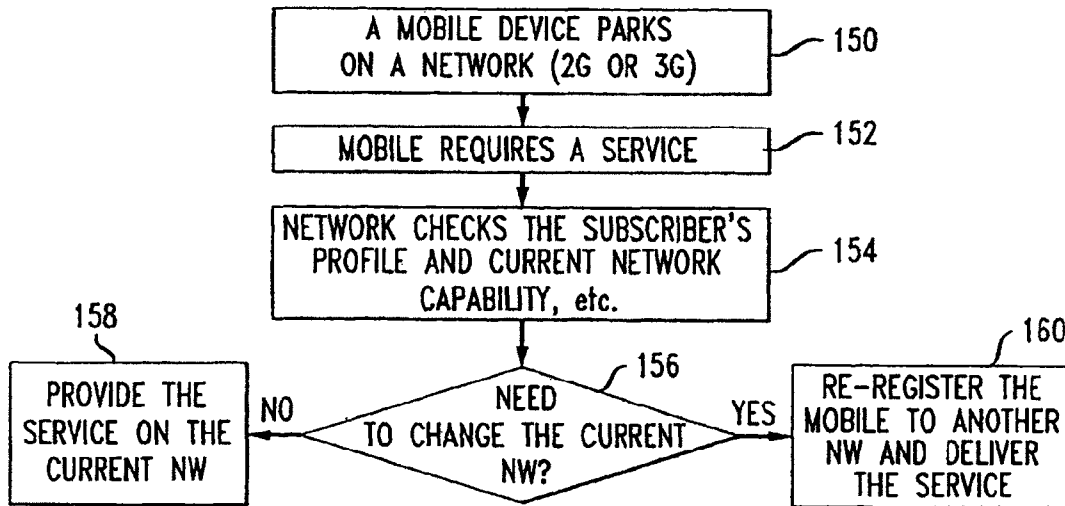 A MOBILE DEVICE PARKS
ON A NETWORK (2G OR 3G)
150
MOBILE REQUIRES A SERVICE
152
NETWORK CHECKS THE SUBSCRIBER'S
PROFILE AND CURRENT NETWORK
CAPABILITY, etc.
154
156
NEED
TO CHANGE THE CURRENT
NW?
NO
YES
158
PROVIDE THE
SERVICE ON THE
CURRENT NW
160
RE-REGISTER THE
MOBILE TO ANOTHER
NW AND DELIVER
THE SERVICE